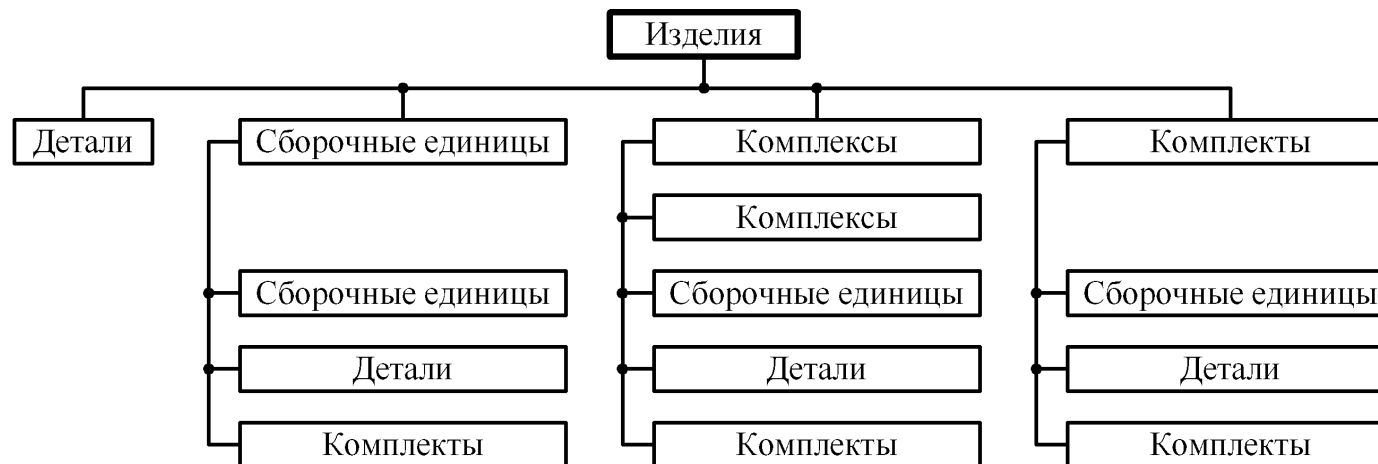 Изделия
Детали
Сборочные единицы
Комплексы
Комплекты
Комплексы
Сборочные единицы
Сборочные единицы
Сборочные единицы
Детали
Детали
Детали
Комплекты
Комплекты
Комплекты